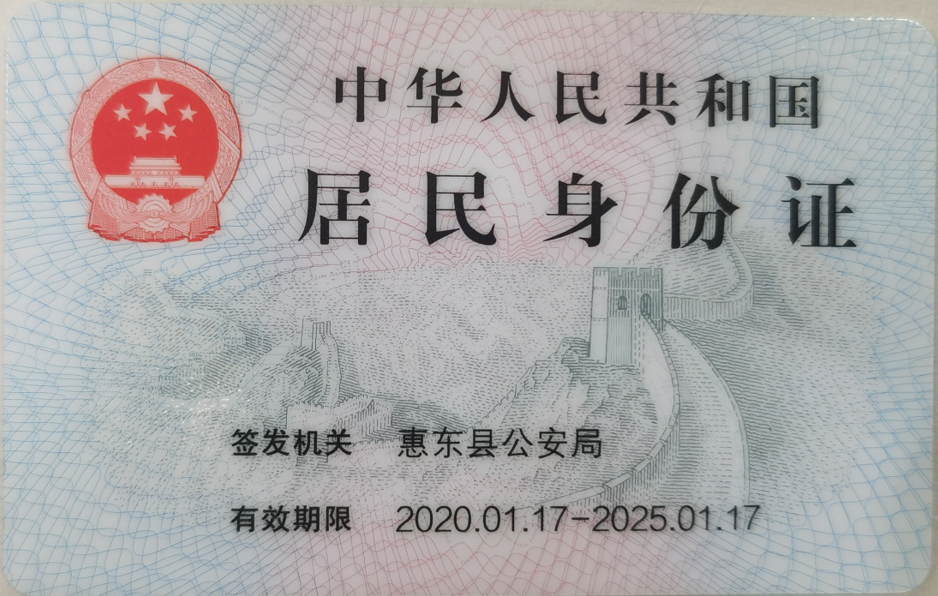 中华人民共和国
居民身份证
签发机关 惠东县公安局
有效期限 2020.01.17-2025.01.17